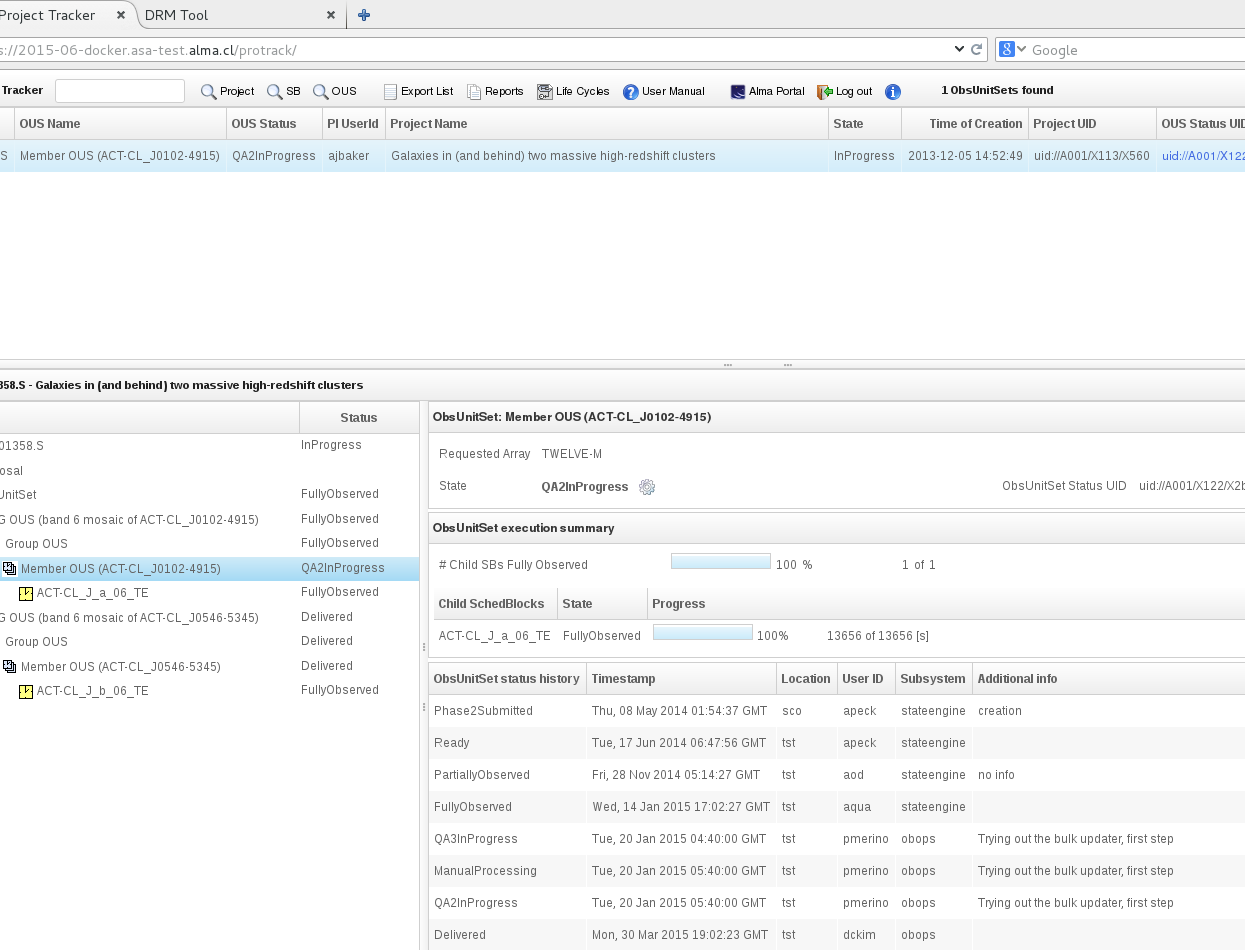 Project Tracker DRM Tool
s://2015-06-docker.asa-test.alma.cl/protrack/ Google
Tracker Project SB OUS Export List Reports Life Cycles User Manual Alma Portal Log out 1 ObsUnitSets found
OUS Name OUS Status PI UserId Project Name State Time of Creation Project UID OUS Status UID
S Member OUS (ACT-CL_J0102-4915) QA2InProgress ajbaker Galaxies in (and behind) two massive high-redshift clusters InProgress 2013-12-05 14:52:49 uid://A001/X113/X560 uid://A001/X122
358.S - Galaxies in (and behind) two massive high-redshift clusters
Status
01358.S InProgress
osal
UnitSet FullyObserved
G OUS (band 6 mosaic of ACT-CL_J0102-4915) FullyObserved
Group OUS FullyObserved
Member OUS (ACT-CL_J0102-4915) QA2InProgress
ACT-CL_J_a_06_TE FullyObserved
G OUS (band 6 mosaic of ACT-CL_J0546-5345) Delivered
Group OUS Delivered
Member OUS (ACT-CL_J0546-5345) Delivered
ACT-CL_J_b_06_TE FullyObserved
ObsUnitSet: Member OUS (ACT-CL_J0102-4915)
Requested Array TWELVE-M
State QA2InProgress ObsUnitSet Status UID uid://A001/X122/X2b
ObsUnitSet execution summary
# Child SBs Fully Observed 100 % 1 of 1
Child SchedBlocks State Progress
ACT-CL_J_a_06_TE FullyObserved 100% 13656 of 13656 [s]
ObsUnitSet status history Timestamp Location User ID Subsystem Additional info
Phase2Submitted Thu, 08 May 2014 01:54:37 GMT sco apeck stateengine creation
Ready Tue, 17 Jun 2014 06:47:56 GMT tst apeck stateengine
PartiallyObserved Fri, 28 Nov 2014 05:14:27 GMT tst aod stateengine no info
FullyObserved Wed, 14 Jan 2015 17:02:27 GMT tst aqua stateengine
QA3InProgress Tue, 20 Jan 2015 04:40:00 GMT tst pmerino obops Trying out the bulk updater, first step
ManualProcessing Tue, 20 Jan 2015 05:40:00 GMT tst pmerino obops Trying out the bulk updater, first step
QA2InProgress Tue, 20 Jan 2015 05:40:00 GMT tst pmerino obops Trying out the bulk updater, first step
Delivered Mon, 30 Mar 2015 19:02:23 GMT tst dckim obops